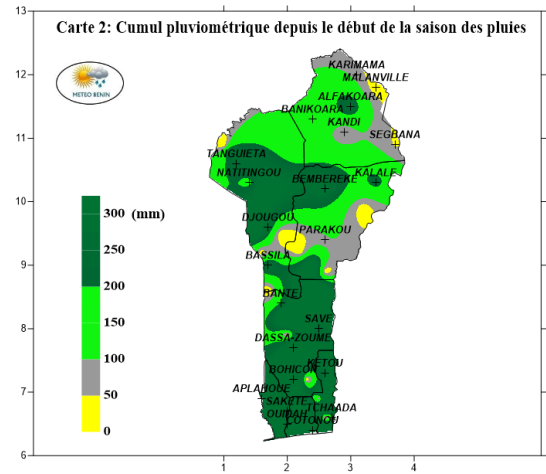 Carte 2: Cumul pluviométrique depuis le début de la saison des pluies
METEO BENIN
13
12
11
10
9
8
7
6
1
2
3
4
300 (mm)
250
200
150
100
50
0
KARIMAMA
MALANVILLE
ALFAKOARA
BANIKOARA
KANDI
SEGBANA
TANGUIETA
NATITINGOU
BEMBEREKE
KALALE
DJOUGOU
PARAKOU
BASSILA
BANTE
SAVE
DASSA-ZOUME
KETOU
BOHICON
APLAHOUE
SAKETE
TCHAADA
OUIDAH
COTONOU